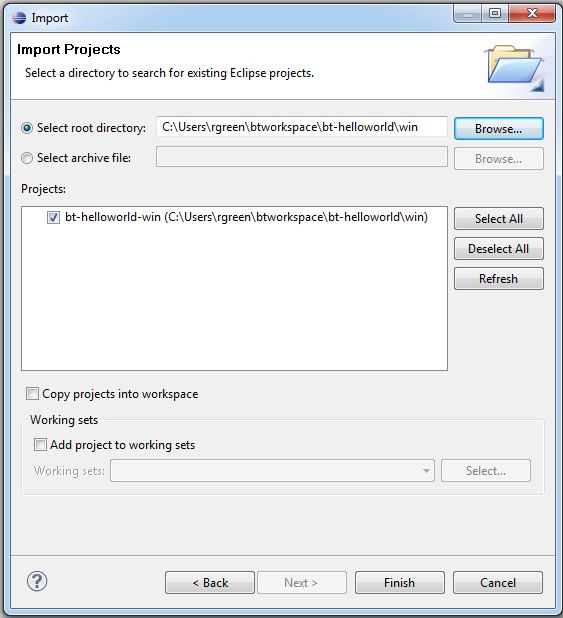 Import
Import Projects
Select a directory to search for existing Eclipse projects.
Select root directory: C:\Users\rgreen\btworkspace\bt-helloworld\win Browse...
Select archive file: Browse...
Projects:
bt-helloworld-win (C:\Users\rgreen\btworkspace\bt-helloworld\win)
Select All
Deselect All
Refresh
Copy projects into workspace
Working sets
Add project to working sets
Working sets: Select...
? < Back Next > Finish Cancel